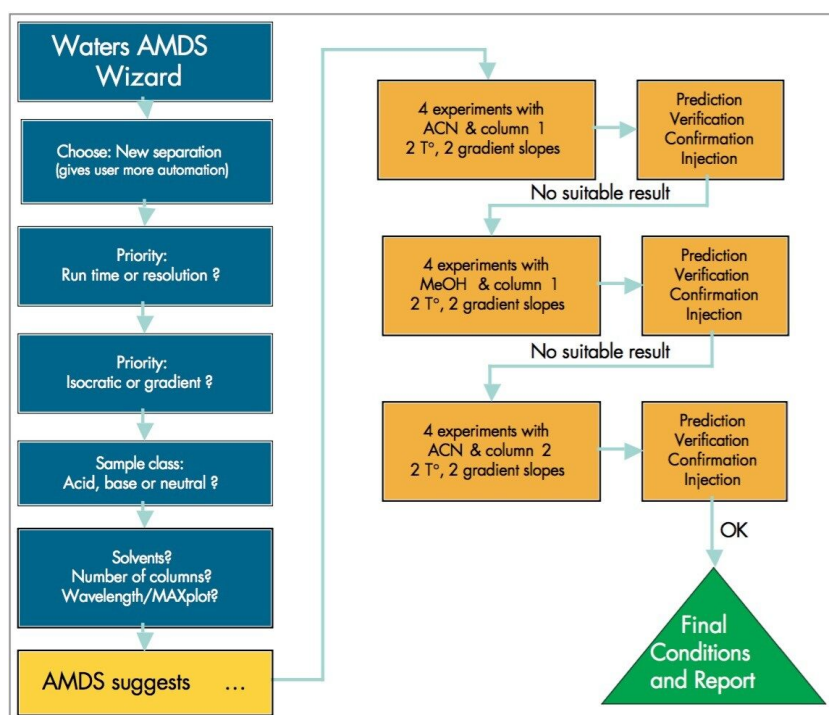 Waters AMDS
Wizard
Choose: New separation
(gives user more automation)
Priority:
Run time or resolution ?
Priority:
Isocratic or gradient ?
Sample class:
Acid, base or neutral ?
Solvents?
Number of columns?
Wavelength/MAXplot?
AMDS suggests ...
4 experiments with
ACN & column 1
2 T°, 2 gradient slopes
Prediction
Verification
Confirmation
Injection
No suitable result
4 experiments with
MeOH & column 1
2 T°, 2 gradient slopes
Prediction
Verification
Confirmation
Injection
No suitable result
4 experiments with
ACN & column 2
2 T°, 2 gradient slopes
Prediction
Verification
Confirmation
Injection
OK
Final
Conditions
and Report